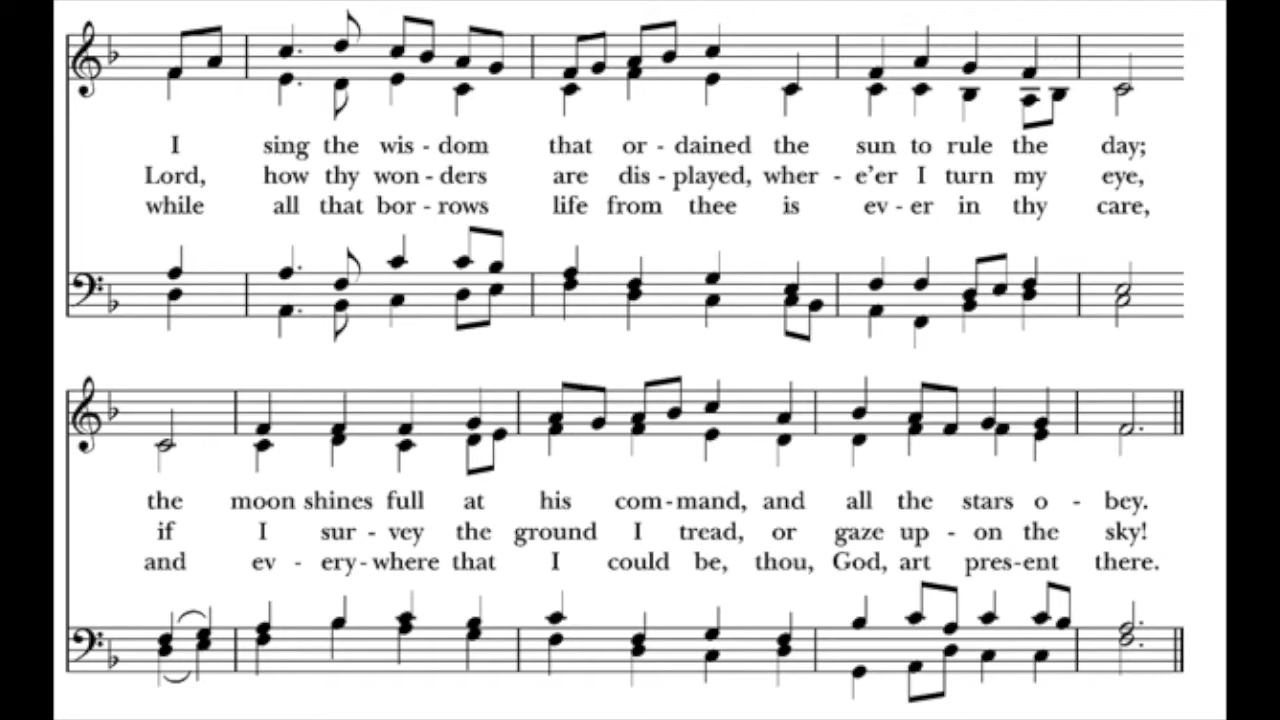 I sing the wis - dom that or - dained the sun to rule the day;
Lord, how thy won - ders are dis - played, wher - e'er I turn my eye,
while all that bor - rows life from thee is ev - er in thy care,
the moon shines full at his com - mand, and all the stars o - bey.
if I sur - vey the ground I tread, or gaze up - on the sky!
and ev - ery - where that I could be, thou, God, art pres - ent there.